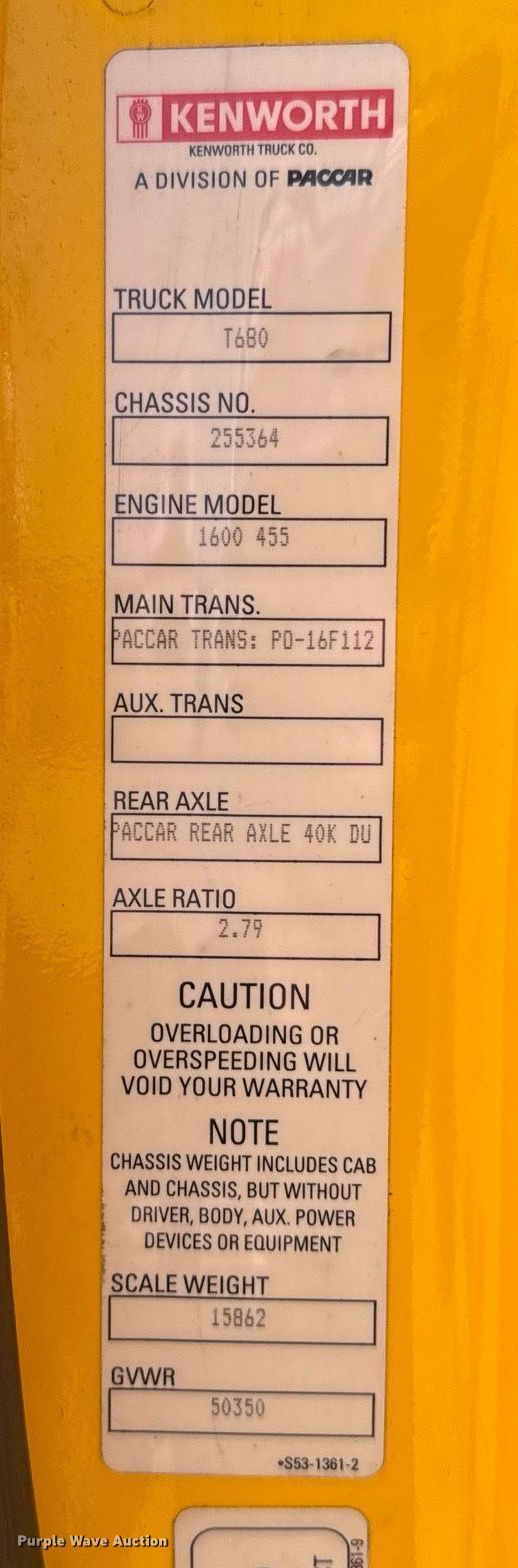 KENWORTH
KENWORTH TRUCK CO.
A DIVISION OF PACCAR
TRUCK MODEL
T680
CHASSIS NO.
255364
ENGINE MODEL
1600 455
MAIN TRANS.
PACCAR TRANS: PO-16F112
AUX. TRANS
REAR AXLE
PACCAR REAR AXLE 40K DU
AXLE RATIO
2.79
CAUTION
OVERLOADING OR
OVERSPEEDING WILL
VOID YOUR WARRANTY
NOTE
CHASSIS WEIGHT INCLUDES CAB
AND CHASSIS, BUT WITHOUT
DRIVER, BODY, AUX. POWER
DEVICES OR EQUIPMENT
SCALE WEIGHT
15862
GVWR
50350
•S53-1361-2
Purple Wave Auction